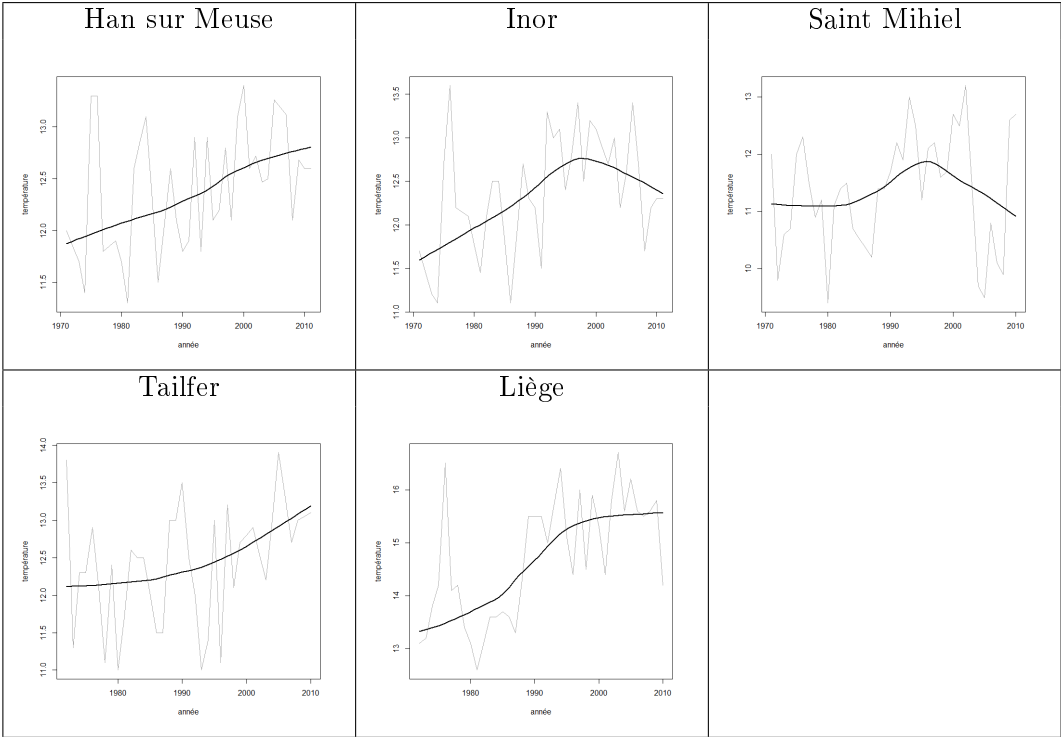 Han sur Meuse
Inor
Saint Mihiel
température
11.5 12.0 12.5 13.0
1970 1980 1990 2000 2010
année
température
11.0 11.5 12.0 12.5 13.0 13.5
1970 1980 1990 2000 2010
année
température
10 11 12 13
1970 1980 1990 2000 2010
année
Tailfer
Liège
température
11.0 11.5 12.0 12.5 13.0 13.5 14.0
1980 1990 2000 2010
année
température
13 14 15 16
1980 1990 2000 2010
année